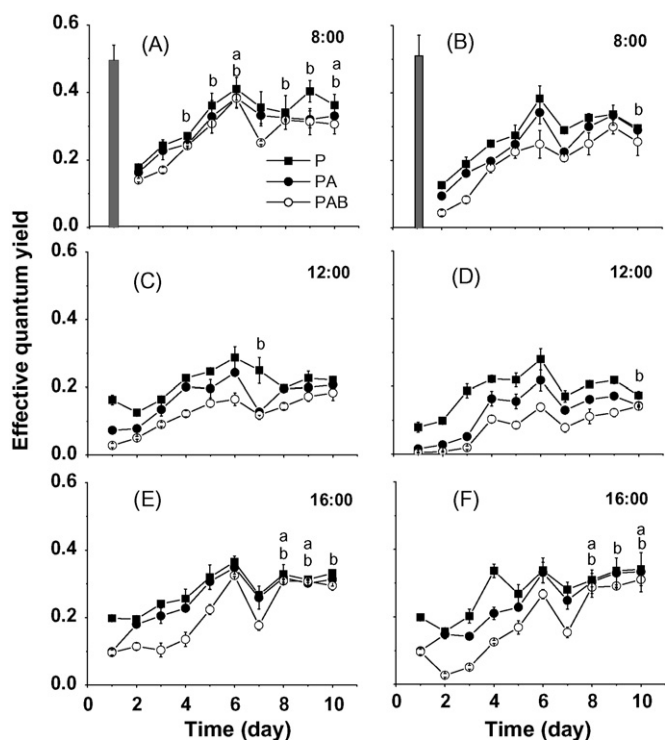 (A) 8:00
a a
b b b b b b
0.6
0.4
0.2
0.0
P
PA
PAB
(B) 8:00
Effective quantum yield
0.6
0.4
0.2
0.0
(C) 12:00
b
(D) 12:00
b
0.6
0.4
0.2
0.0
(E) 16:00
a a
b b b
(F) 16:00
a a
b b b
0 2 4 6 8 10
Time (day)
0 2 4 6 8 10
Time (day)